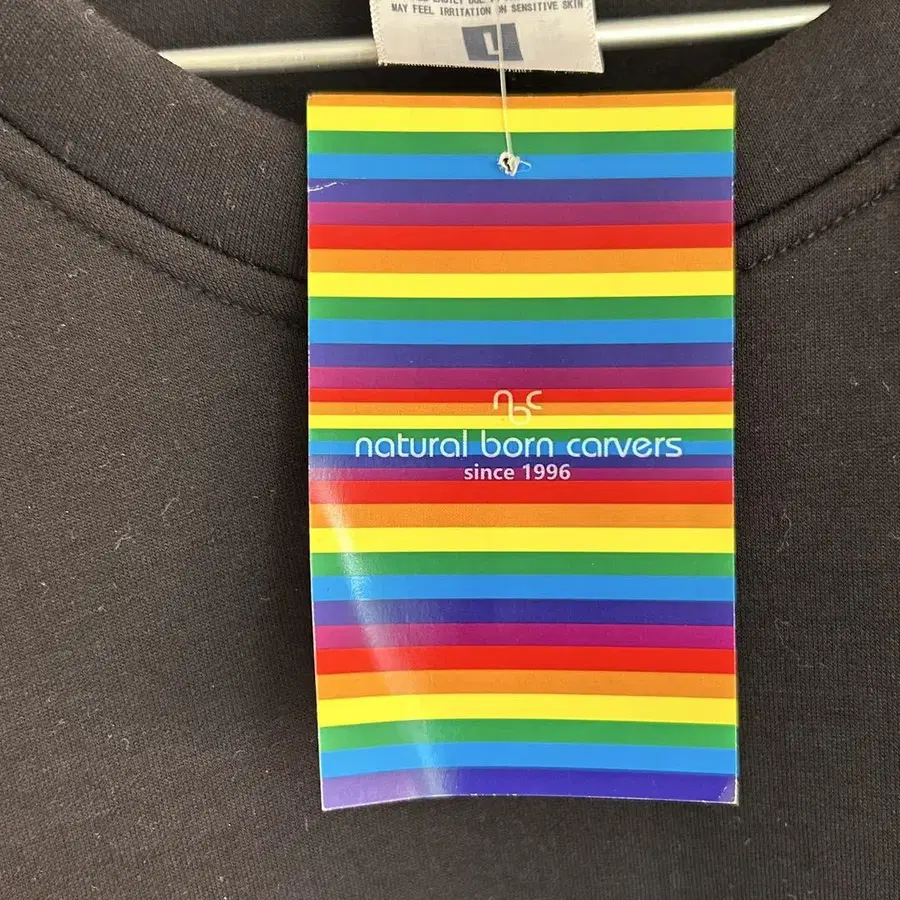 MAY FEEL IRRITATION ON SENSITIVE SKIN
L
nbc
natural born carvers
since 1996